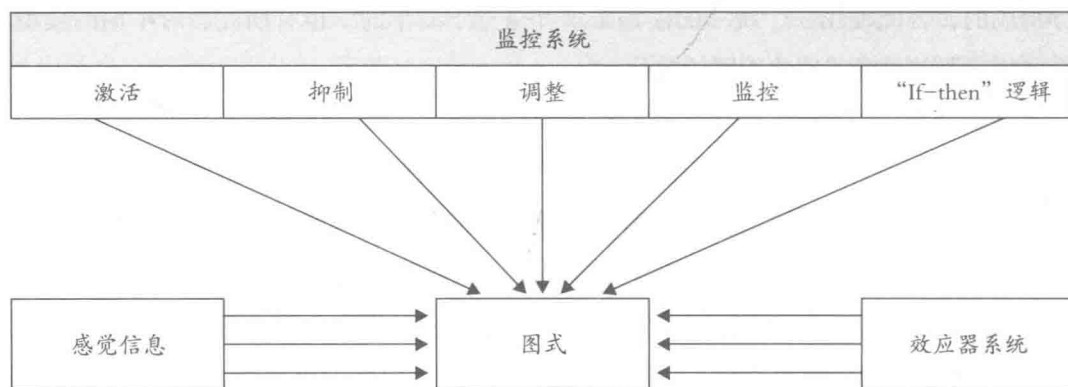 监控系统
激活 抑制 调整 监控 “If-then”逻辑
感觉信息 图式 效应器系统